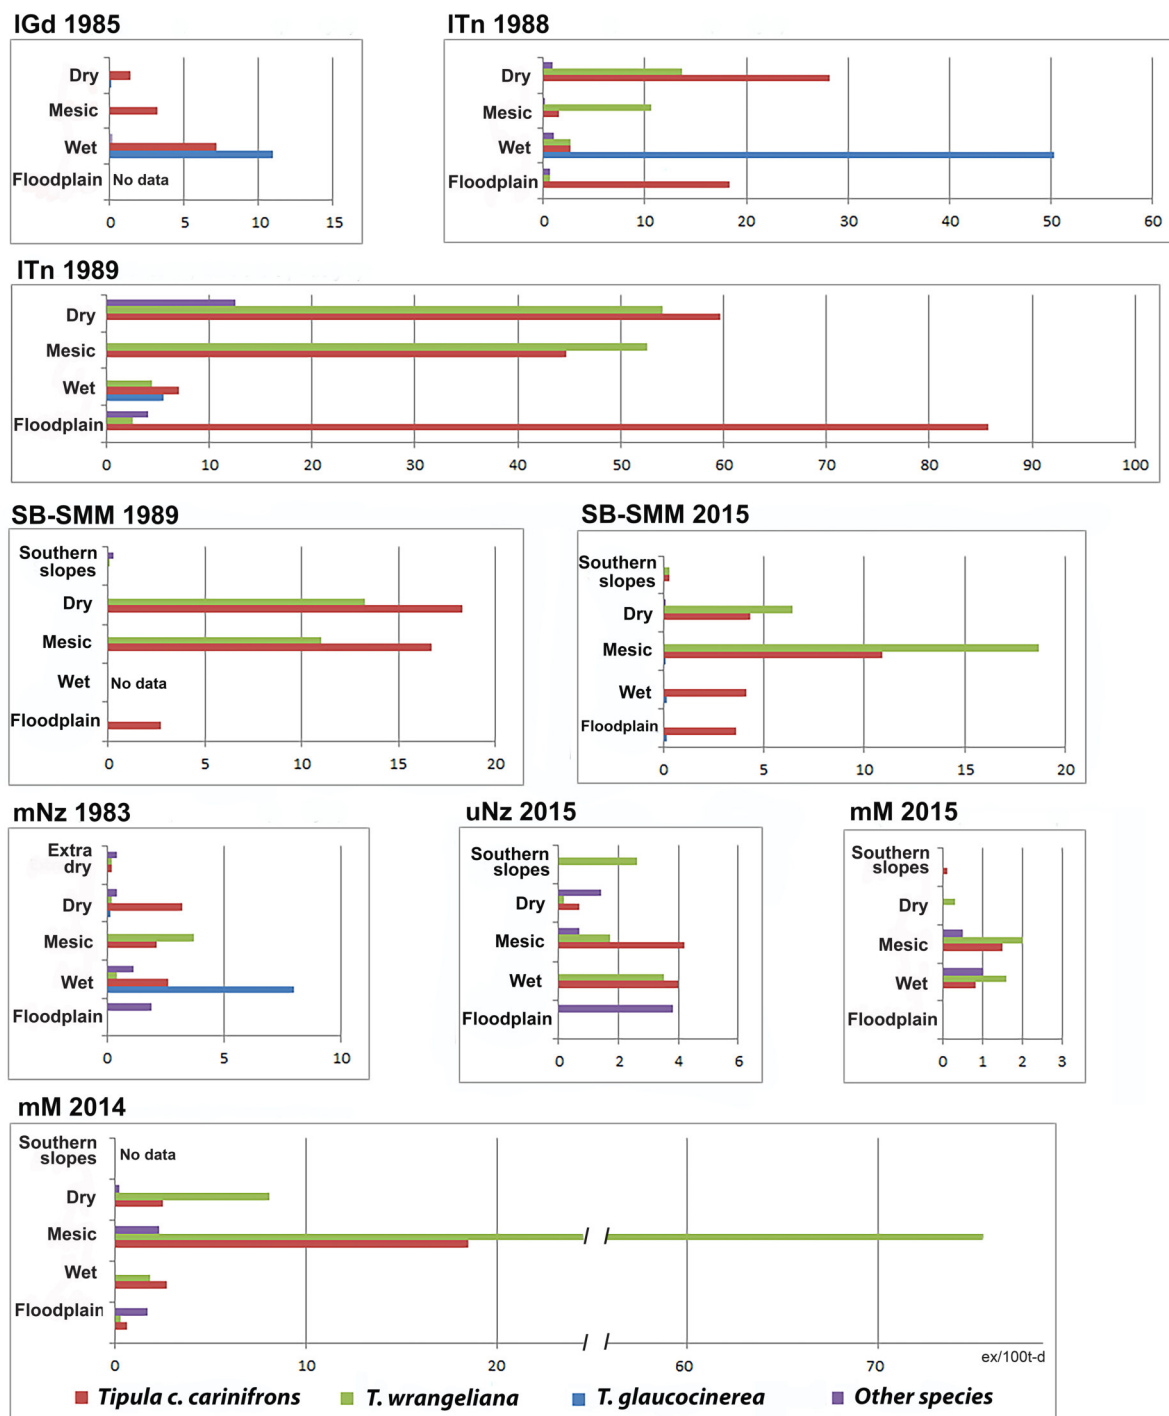 lGd 1985
Dry
Mesic
Wet
Floodplain No data
0 5 10 15
lTn 1988
Dry
Mesic
Wet
Floodplain
0 10 20 30 40 50 60
lTn 1989
Dry
Mesic
Wet
Floodplain
0 10 20 30 40 50 60 70 80 90 100
SB-SMM 1989
Southern
slopes
Dry
Mesic
Wet No data
Floodplain
0 5 10 15 20
SB-SMM 2015
Southern
slopes
Dry
Mesic
Wet
Floodplain
0 5 10 15 20
mNz 1983
Extra
dry
Dry
Mesic
Wet
Floodplain
0 5 10
uNz 2015
Southern
slopes
Dry
Mesic
Wet
Floodplain
0 2 4 6
mM 2015
Southern
slopes
Dry
Mesic
Wet
Floodplain
0 1 2 3
mM 2014
Southern
slopes No data
Dry
Mesic
Wet
Floodplain
0 10 20 60 70 ex/100t-d
Tipula c. carinifrons T. wrangeliana T. glaucocinerea Other species